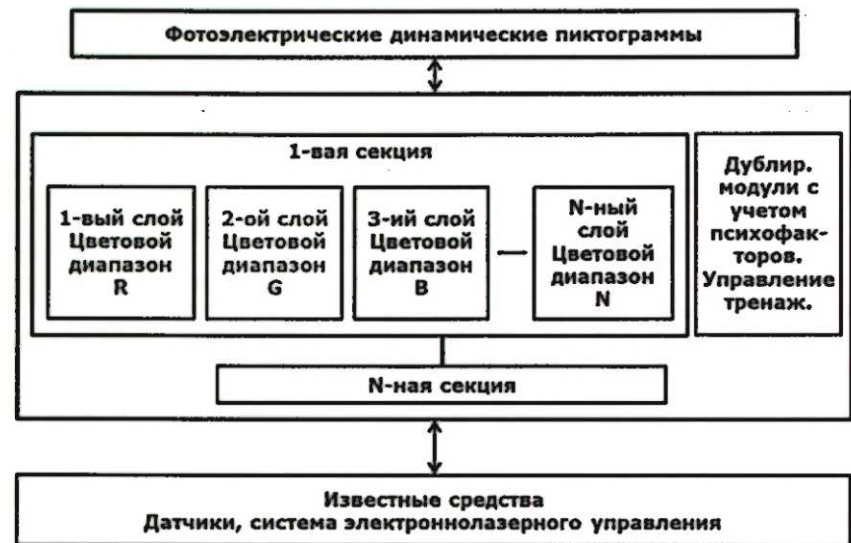 Фотоэлектрические динамические пиктограммы
1-вая секция
1-вый слой
Цветовой
диапазон
R
2-ой слой
Цветовой
диапазон
G
3-ий слой
Цветовой
диапазон
B
N-ный
слой
Цветовой
диапазон
N
Дублир.
модули с
учетом
психофак-
торов.
Управление
тренаж.
N-ная секция
Известные средства
Датчики, система электроннолазерного управления